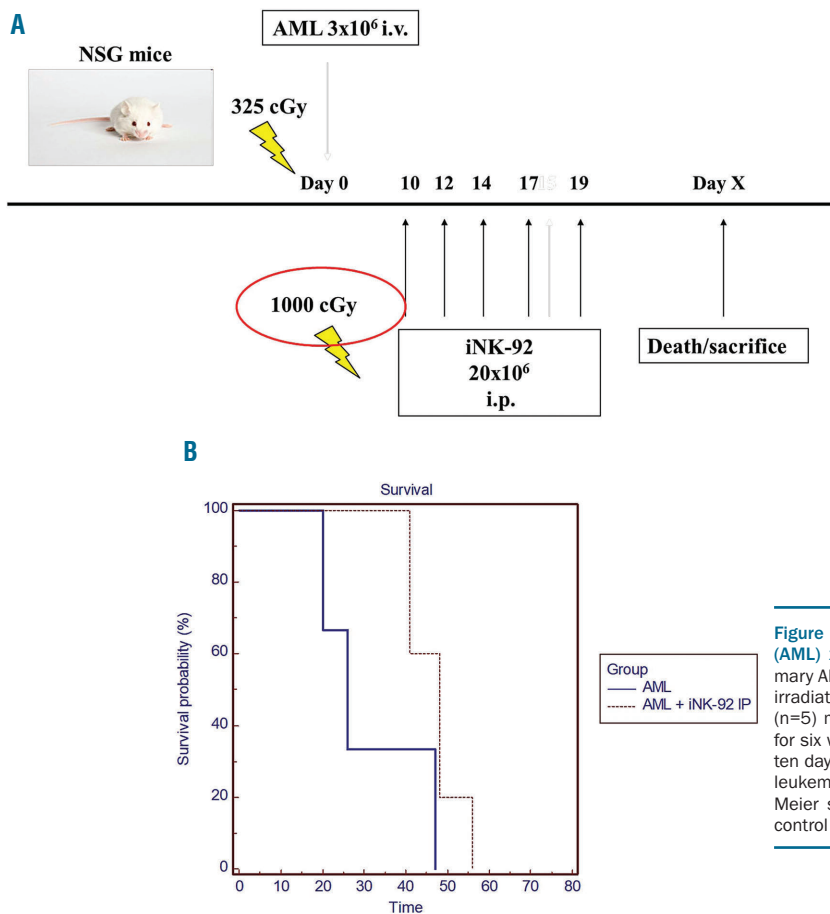 A
AML 3x10⁶ i.v.
NSG mice
325 cGy
Day 0 10 12 14 17 15 19 Day X
1000 cGy
iNK-92
20x10⁶
i.p.
Death/sacrifice
B
Survival
100
80
60
40
20
0
Survival probability (%)
0 10 20 30 40 50 60 70 80
Time
Group
AML
AML + iNK-92 IP
Figure
(AML)
mary
irradiat
(n=5)
for six
ten day
leukem
Meier
control